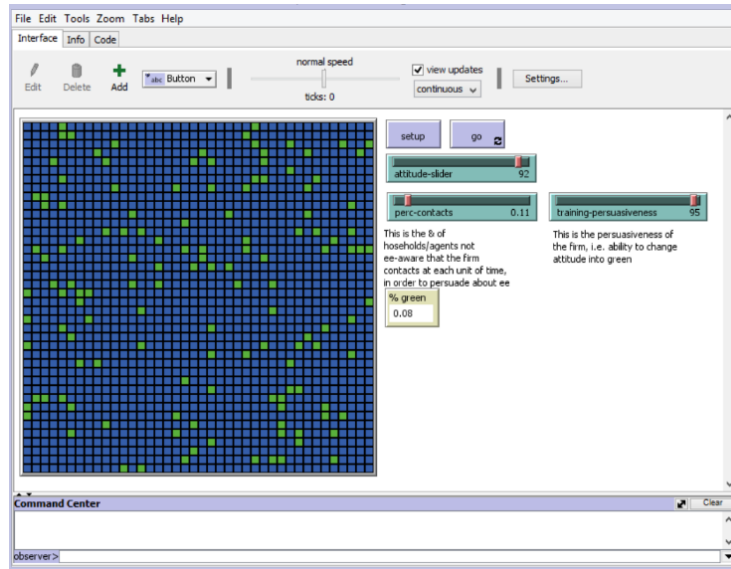 File Edit Tools Zoom Tabs Help
Interface Info Code
Edit Delete Add abc Button normal speed ticks: 0 view updates continuous Settings...
setup go
attitude-slider 92
perc-contacts 0.11 training-persuasiveness 95
This is the & of
hoseholds/agents not
ee-aware that the firm
contacts at each unit of time,
in order to persuade about ee
This is the persuasiveness of
the firm, i.e. ability to change
attitude into green
% green
0.08
Command Center Clear
observer>